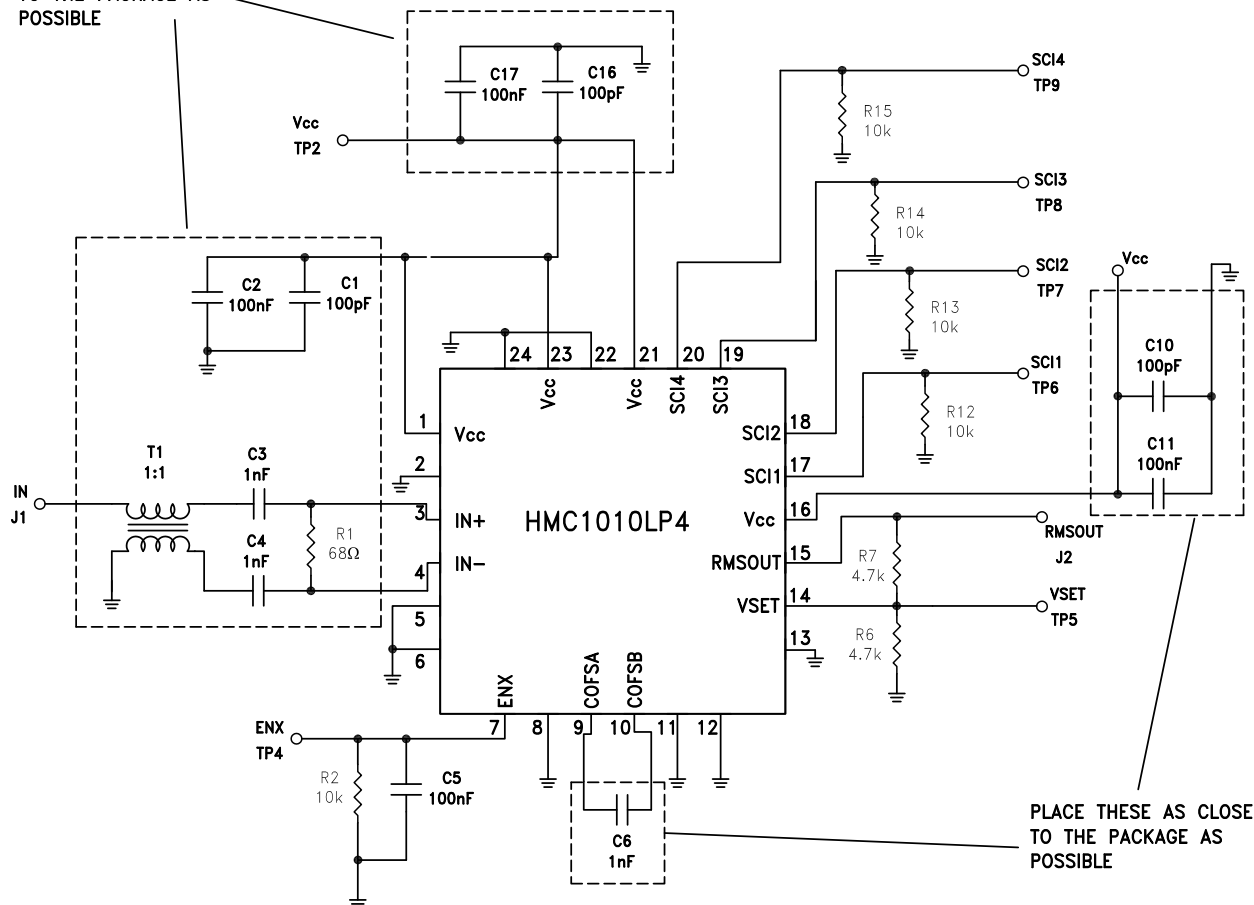 TO THE PACKAGE AS
POSSIBLE
C17
100nF
C16
100pF
Vcc
TP2
SCI4
TP9
R15
10k
SCI3
TP8
R14
10k
SCI2
TP7
R13
10k
SCI1
TP6
R12
10k
Vcc
C10
100pF
C11
100nF
C2
100nF
C1
100pF
24
23
22
21
20
19
Vcc
Vcc
SCI4
SCI3
1
Vcc
SCI2
18
2
SCI1
17
T1
1:1
C3
1nF
IN
J1
3
IN+
HMC1010LP4
Vcc
16
R1
68Ω
C4
1nF
4
IN-
RMSOUT
15
RMSOUT
J2
R7
4.7k
5
VSET
14
VSET
TP5
6
13
R6
4.7k
ENX
COFSA
COFSB
7
8
9
10
11
12
ENX
TP4
R2
10k
C5
100nF
C6
1nF
PLACE THESE AS CLOSE
TO THE PACKAGE AS
POSSIBLE